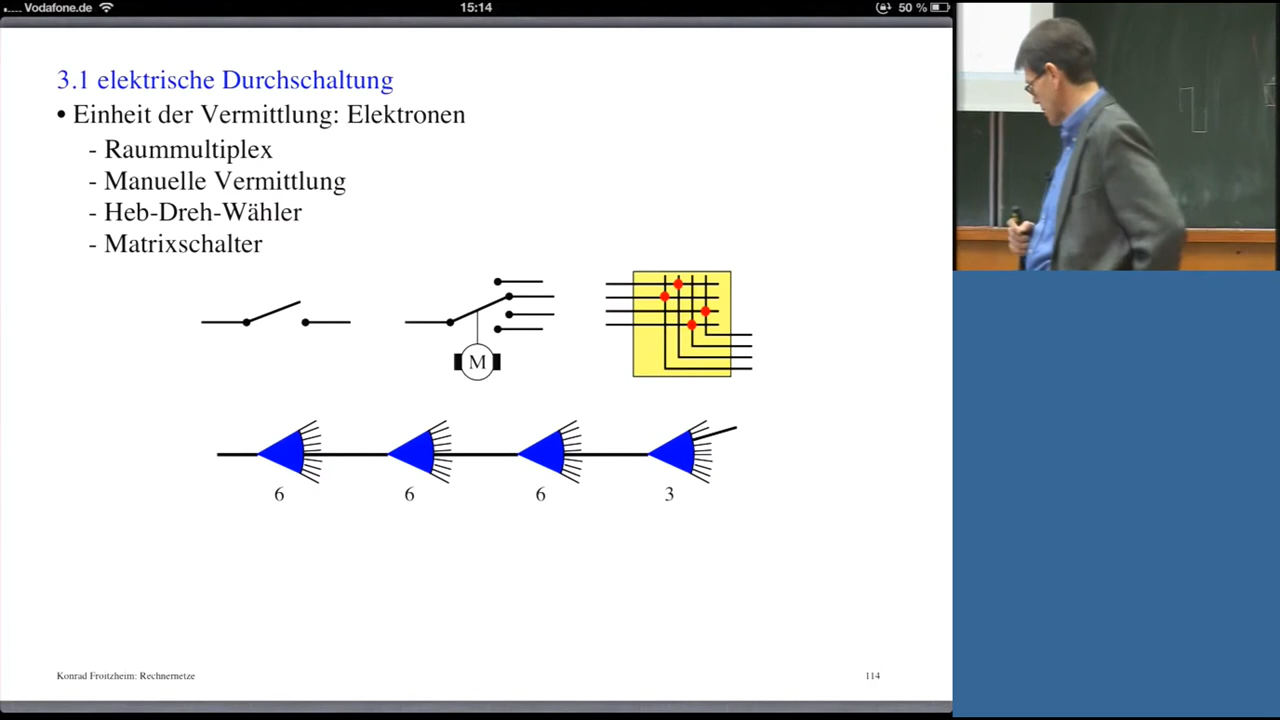 Vodafone.de
15:14
50 %
3.1 elektrische Durchschaltung
• Einheit der Vermittlung: Elektronen
- Raummultiplex
- Manuelle Vermittlung
- Heb-Dreh-Wähler
- Matrixschalter
M
6 6 6 3
Konrad Froitzheim: Rechnernetze
114